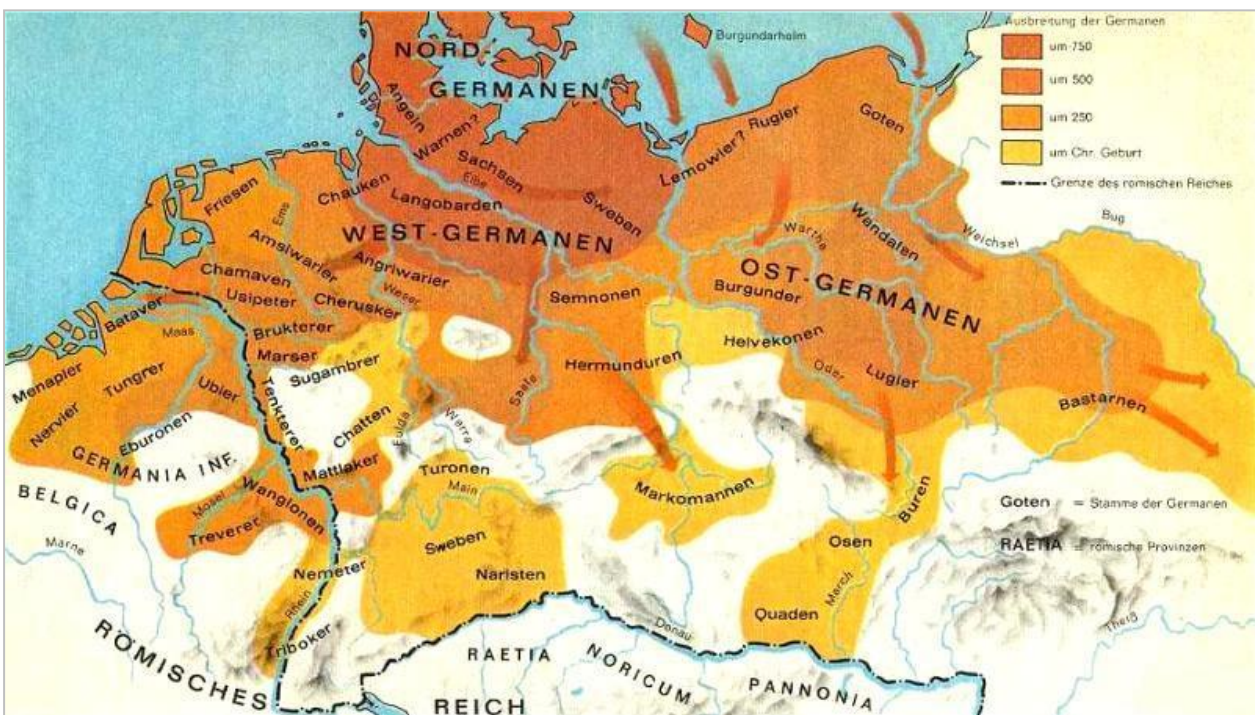 Ausbreitung der Germanen
um 750
um 500
um 250
um Chr. Geburt
Grenze des römischen Reiches
Burgundarholm
NORD-
GERMANEN
Angeln
Warnen?
Sachsen
Elbe
Sweben
Lemowier? Rugier
Goten
Friesen
Ems
Chauken
Langobarden
WEST-GERMANEN
Amsiwarier
Angriwarier
Weser
Chamaven
Usipeter
Cherusker
Brukterer
Marser
Sugambrer
Bataver
Maas
Menapier
Tungrer
Nervier
Ubier
Eburonen
Tenkterer
Chatten
Fulda
Werra
Saale
Semnonen
Hermunduren
Warthe
Wandalen
Weichsel
Bug
OST-GERMANEN
Burgunder
Helvekonen
Oder
Lugier
Bastarnen
GERMANIA INF.
BELGICA
Marne
Mosel
Treveret
Wanglonen
Mattiaker
Turonen
Main
Sweben
Naristen
Nemeter
Rhein
Triboker
Markomannen
Buren
Osen
March
Quaden
Donau
Theiß
RÖMISCHES
REICH
RAETIA
NORICUM
PANNONIA
Goten = Stämme der Germanen
RAETIA = römische Provinzen